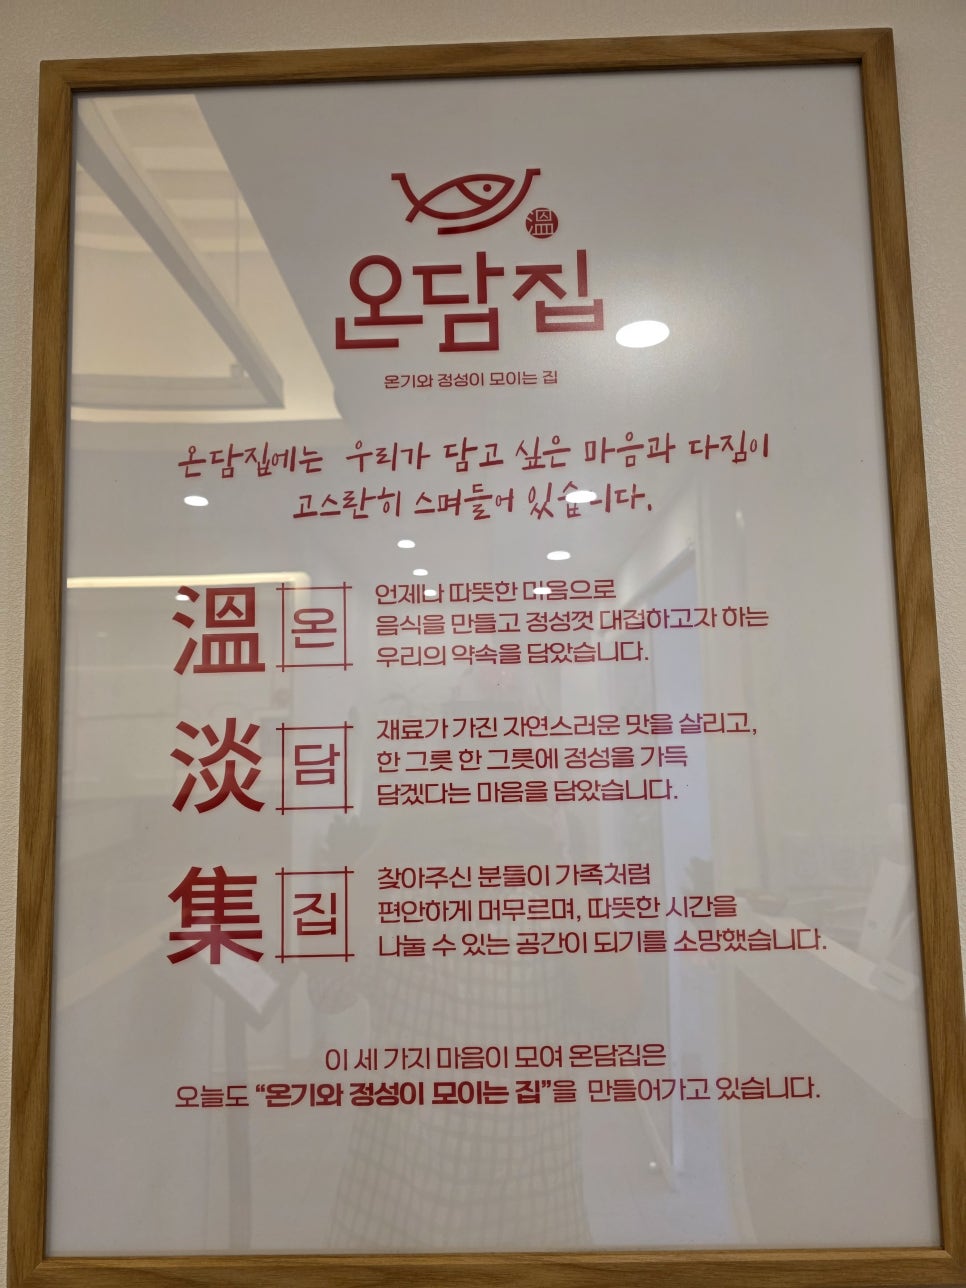 溫
온담집
온기와 정성이 모이는 집
온담집에는 우리가 담고 싶은 마음과 다짐이
고스란히 스며들어 있습니다.
溫 온
언제나 따뜻한 마음으로
음식을 만들고 정성껏 대접하고자 하는
우리의 약속을 담았습니다.
淡 담
재료가 가진 자연스러운 맛을 살리고,
한 그릇 한 그릇에 정성을 가득
담겠다는 마음을 담았습니다.
集 집
찾아주신 분들이 가족처럼
편안하게 머무르며, 따뜻한 시간을
나눌 수 있는 공간이 되기를 소망했습니다.
이 세 가지 마음이 모여 온담집은
오늘도 “온기와 정성이 모이는 집”을 만들어가고 있습니다.